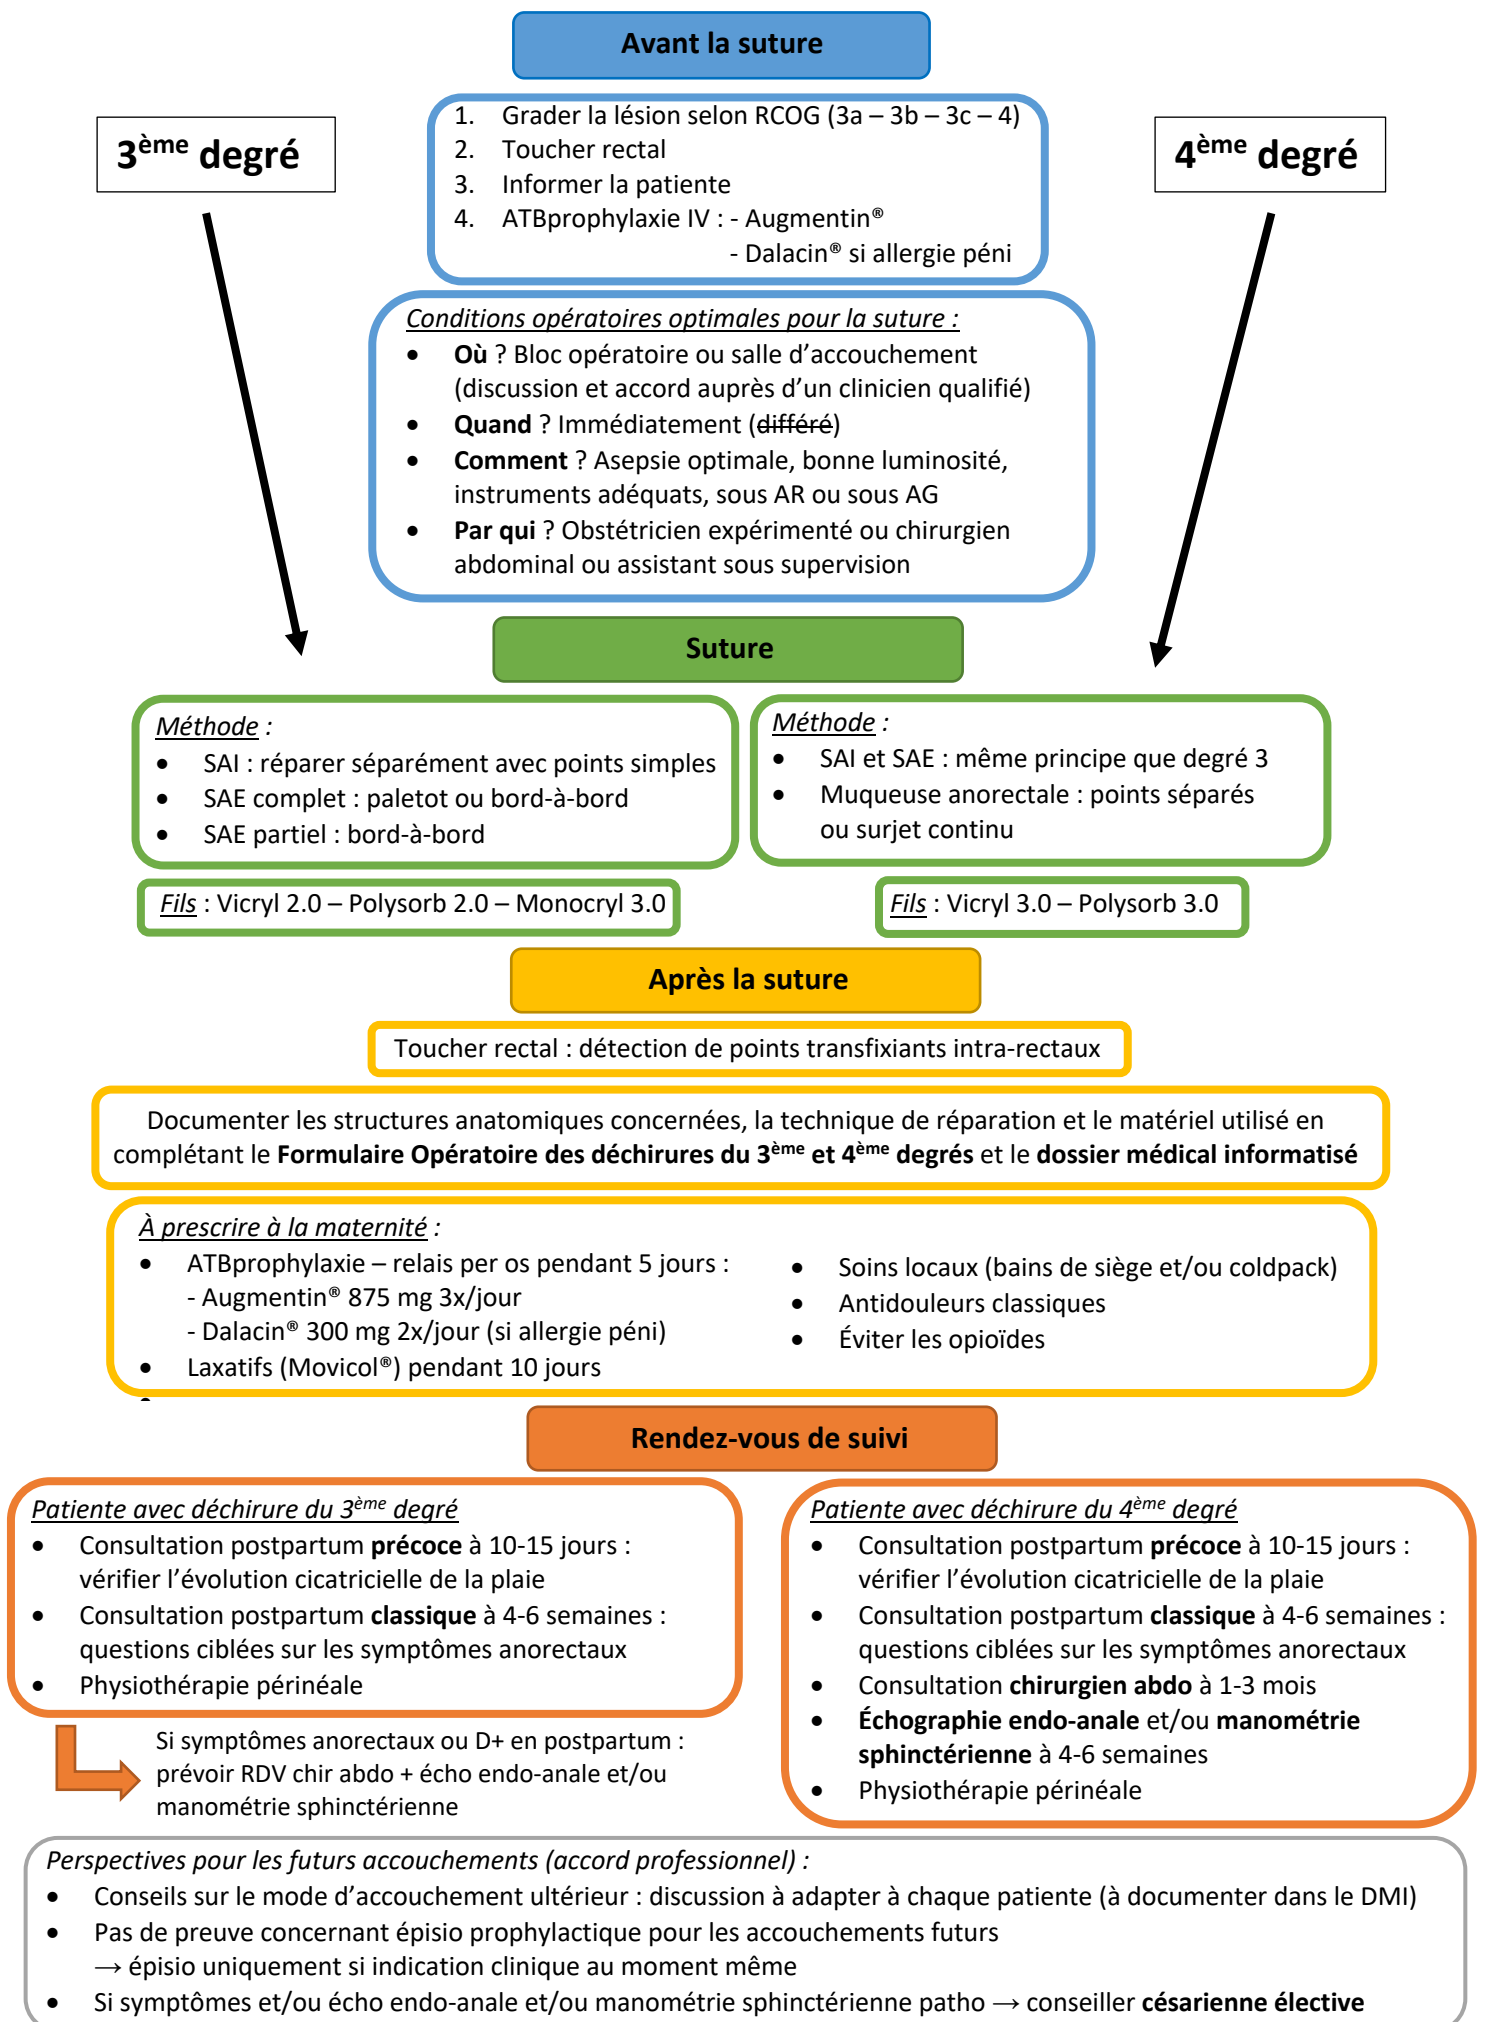 Avant la suture
3ème degré
4ème degré
1. Grader la lésion selon RCOG (3a – 3b – 3c – 4)
2. Toucher rectal
3. Informer la patiente
4. ATBprophylaxie IV : - Augmentin®
- Dalacin® si allergie péni
Conditions opératoires optimales pour la suture :
• Où ? Bloc opératoire ou salle d’accouchement
(discussion et accord auprès d’un clinicien qualifié)
• Quand ? Immédiatement (différé)
• Comment ? Asepsie optimale, bonne luminosité,
instruments adéquats, sous AR ou sous AG
• Par qui ? Obstétricien expérimenté ou chirurgien
abdominal ou assistant sous supervision
Suture
Méthode :
• SAI : réparer séparément avec points simples
• SAE complet : paletot ou bord-à-bord
• SAE partiel : bord-à-bord
Fils : Vicryl 2.0 – Polysorb 2.0 – Monocryl 3.0
Méthode :
• SAI et SAE : même principe que degré 3
• Muqueuse anorectale : points séparés
ou surjet continu
Fils : Vicryl 3.0 – Polysorb 3.0
Après la suture
Toucher rectal : détection de points transfixiants intra-rectaux
Documenter les structures anatomiques concernées, la technique de réparation et le matériel utilisé en
complétant le Formulaire Opératoire des déchirures du 3ème et 4ème degrés et le dossier médical informatisé
À prescrire à la maternité :
• ATBprophylaxie – relais per os pendant 5 jours :
- Augmentin® 875 mg 3x/jour
- Dalacin® 300 mg 2x/jour (si allergie péni)
• Laxatifs (Movicol®) pendant 10 jours
• Soins locaux (bains de siège et/ou coldpack)
• Antidouleurs classiques
• Éviter les opioïdes
Rendez-vous de suivi
Patiente avec déchirure du 3ème degré
• Consultation postpartum précoce à 10-15 jours :
vérifier l’évolution cicatricielle de la plaie
• Consultation postpartum classique à 4-6 semaines :
questions ciblées sur les symptômes anorectaux
• Physiothérapie périnéale
Si symptômes anorectaux ou D+ en postpartum :
prévoir RDV chir abdo + écho endo-anale et/ou
manométrie sphinctérienne
Patiente avec déchirure du 4ème degré
• Consultation postpartum précoce à 10-15 jours :
vérifier l’évolution cicatricielle de la plaie
• Consultation postpartum classique à 4-6 semaines :
questions ciblées sur les symptômes anorectaux
• Consultation chirurgien abdo à 1-3 mois
• Échographie endo-anale et/ou manométrie
sphinctérienne à 4-6 semaines
• Physiothérapie périnéale
Perspectives pour les futurs accouchements (accord professionnel) :
• Conseils sur le mode d’accouchement ultérieur : discussion à adapter à chaque patiente (à documenter dans le DMI)
• Pas de preuve concernant épisio prophylactique pour les accouchements futurs
→ épisio uniquement si indication clinique au moment même
• Si symptômes et/ou écho endo-anale et/ou manométrie sphinctérienne patho → conseiller césarienne élective